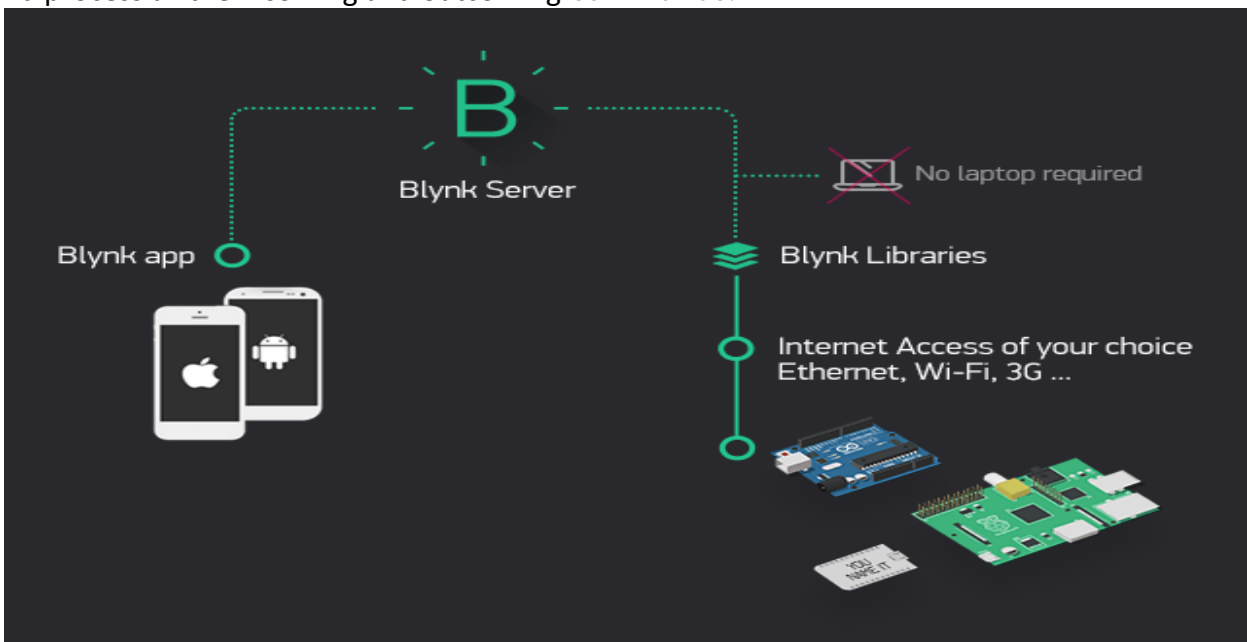 B
Blynk Server
No laptop required
Blynk app
Blynk Libraries
Internet Access of your choice
Ethernet, Wi-Fi, 3G ...
YOU
NAME IT